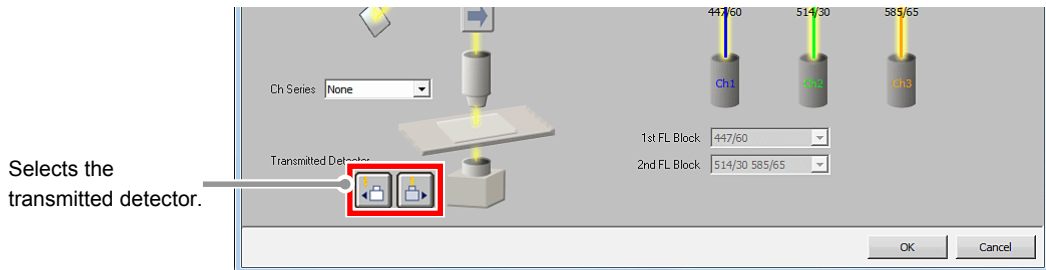 447/60 514/30 585/65
Ch1 Ch2 Ch3
Ch Series None
1st FL Block 447/60
Transmitted Detector
2nd FL Block 514/30 585/65
Selects the
transmitted detector.
OK Cancel